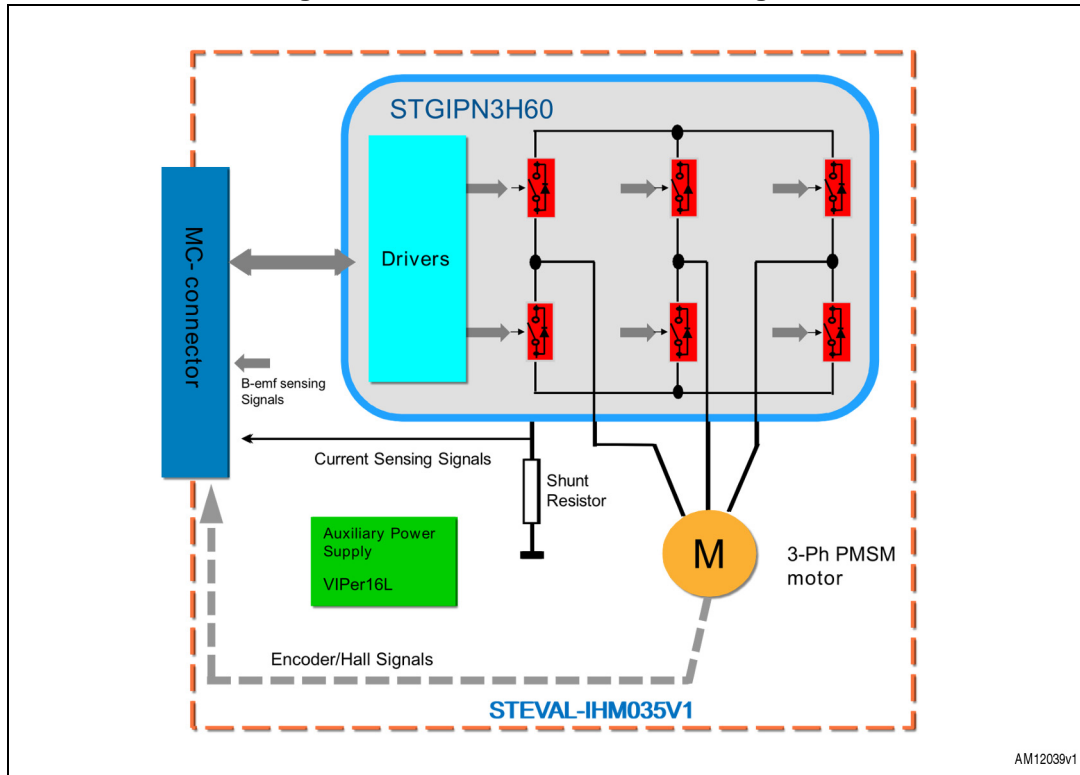 STGIPN3H60
MC- connector
Drivers
B-emf sensing
Signals
Current Sensing Signals
Shunt
Resistor
Auxiliary Power
Supply
VIPer16L
M
3-Ph PMSM
motor
Encoder/Hall Signals
STEVAL-IHM035V1
AM12039v1